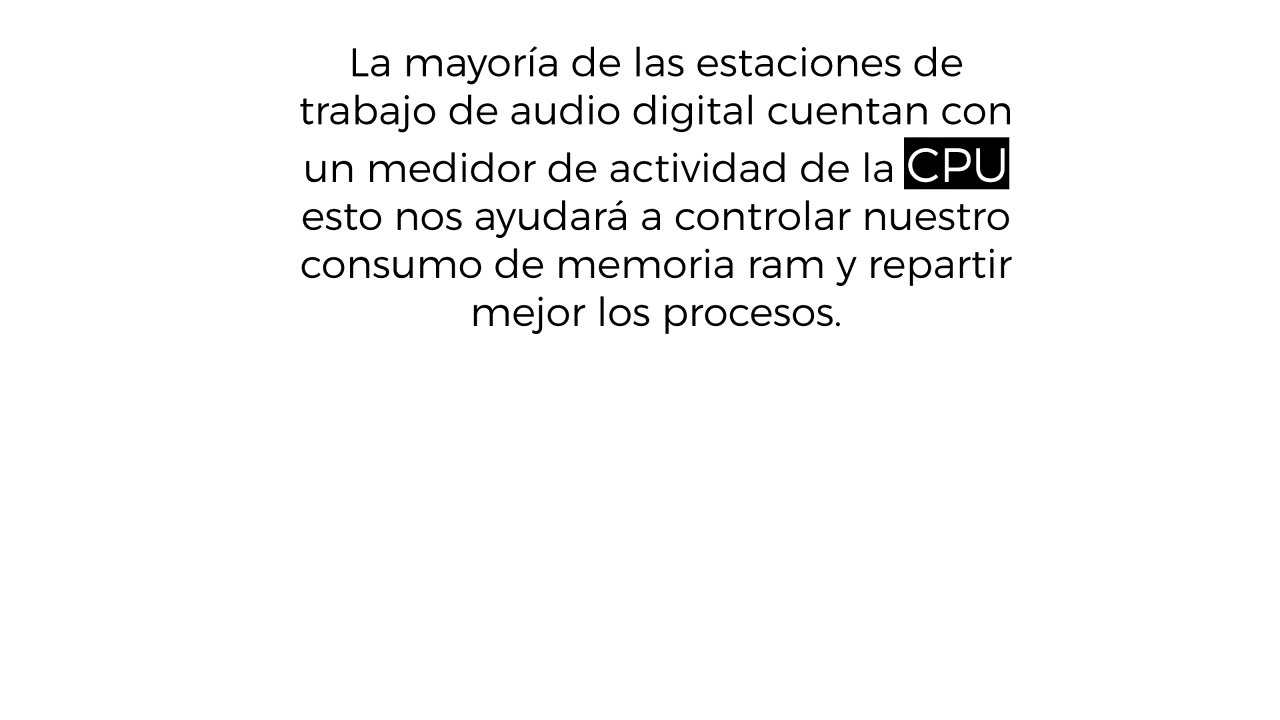 La mayoría de las estaciones de
trabajo de audio digital cuentan con
un medidor de actividad de la CPU
esto nos ayudará a controlar nuestro
consumo de memoria ram y repartir
mejor los procesos.